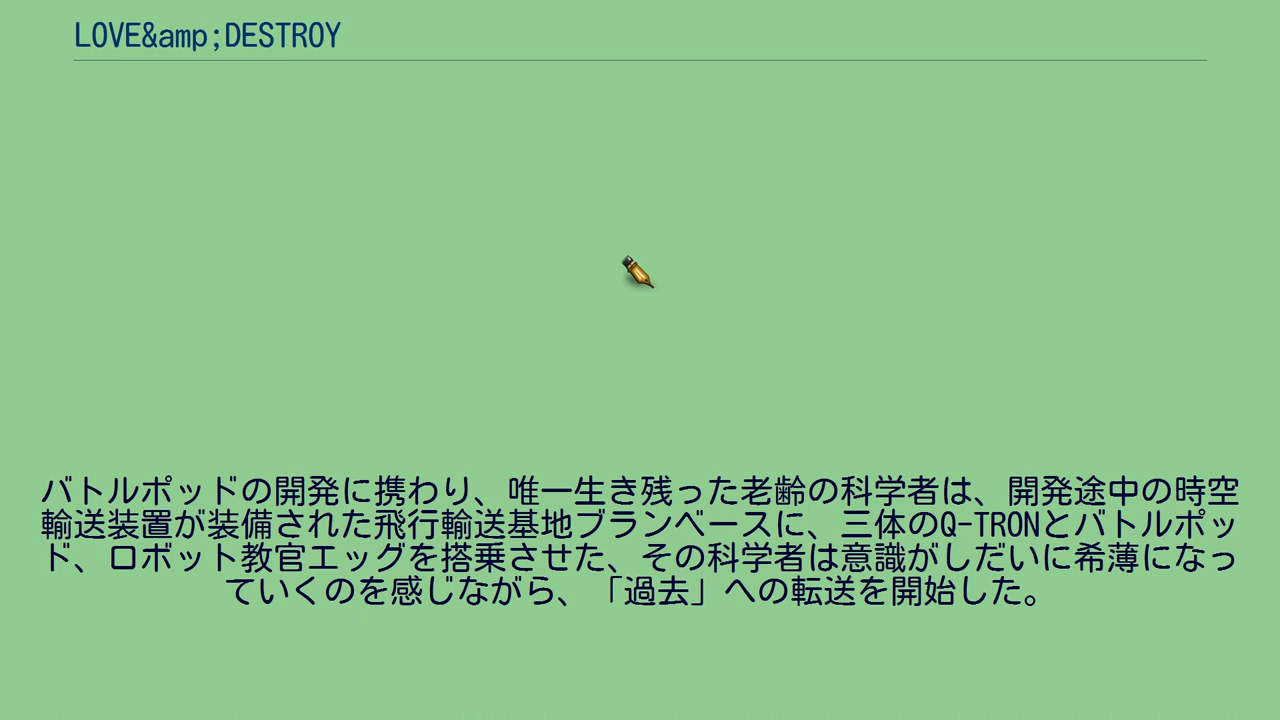 LOVE&amp;DESTROY
バトルポッドの開発に携わり、唯一生き残った老齢の科学者は、開発途中の時空
輸送装置が装備された飛行輸送基地ブランベースに、三体のQ-TRONとバトルポッ
ド、ロボット教官エッグを搭乗させた、その科学者は意識がしだいに希薄になっ
ていくのを感じながら、「過去」への転送を開始した。